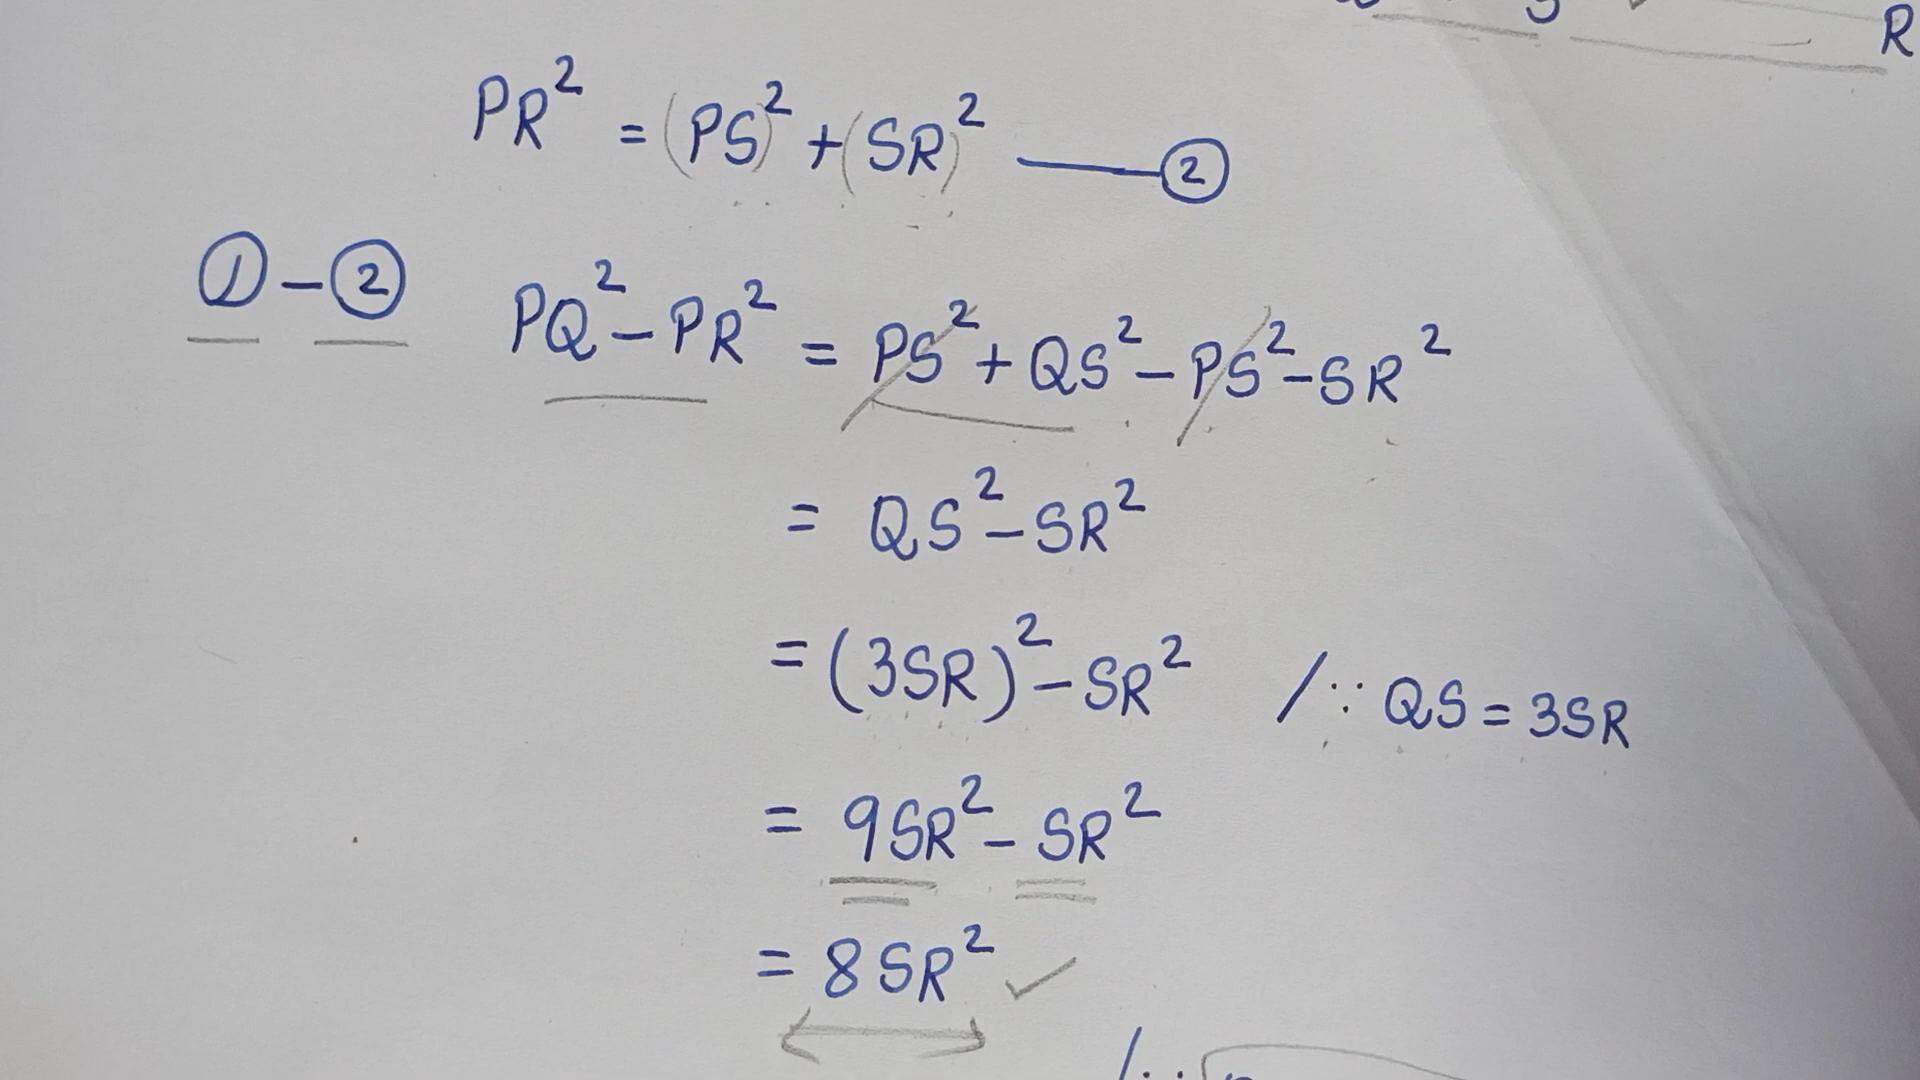 R
PR² = (PS)² + (SR)² —— ②
① – ② PQ² – PR² = PS² + QS² – PS² – SR²
= QS² – SR²
= (3SR)² – SR² / ∵ QS = 3SR
= 9SR² – SR²
= 8SR² ✓